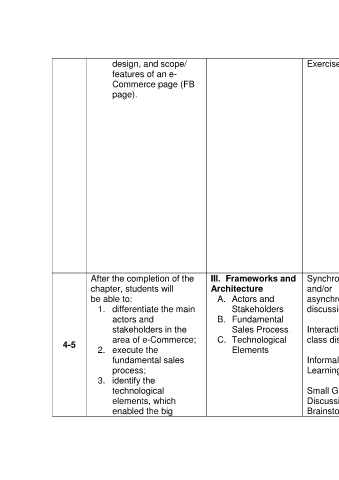 design, and scope/
features of an e-
Commerce page (FB
page).
Exercise
4-5
After the completion of the
chapter, students will
be able to:
1. differentiate the main
actors and
stakeholders in the
area of e-Commerce;
2. execute the
fundamental sales
process;
3. identify the
technological
elements, which
enabled the big
III. Frameworks and
Architecture
A. Actors and
Stakeholders
B. Fundamental
Sales Process
C. Technological
Elements
Synchro
and/or
asynchr
discussi
Interacti
class dis
Informal
Learning
Small G
Discussi
Brainsto